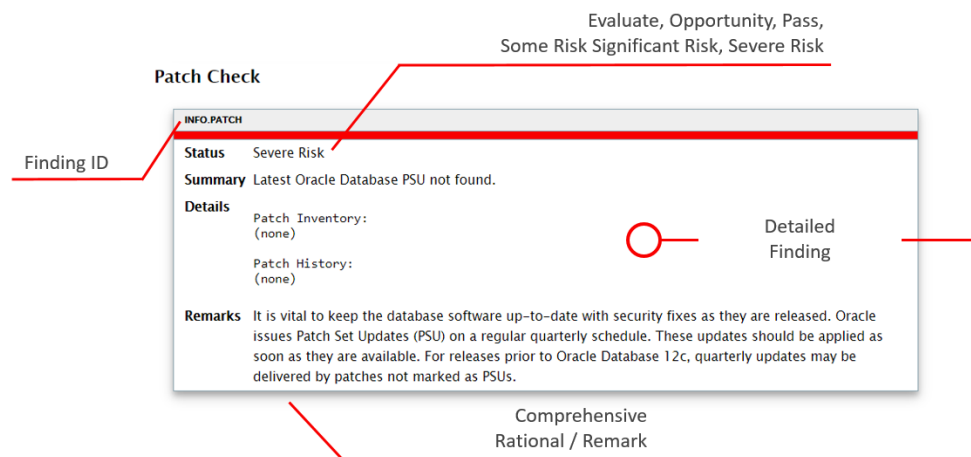 Evaluate, Opportunity, Pass,
Some Risk Significant Risk, Severe Risk
Patch Check
INFO.PATCH
Finding ID
Status Severe Risk
Summary Latest Oracle Database PSU not found.
Details
Patch Inventory:
(none)
Patch History:
(none)
Detailed
Finding
Remarks It is vital to keep the database software up-to-date with security fixes as they are released. Oracle
issues Patch Set Updates (PSU) on a regular quarterly schedule. These updates should be applied as
soon as they are available. For releases prior to Oracle Database 12c, quarterly updates may be
delivered by patches not marked as PSUs.
Comprehensive
Rational / Remark